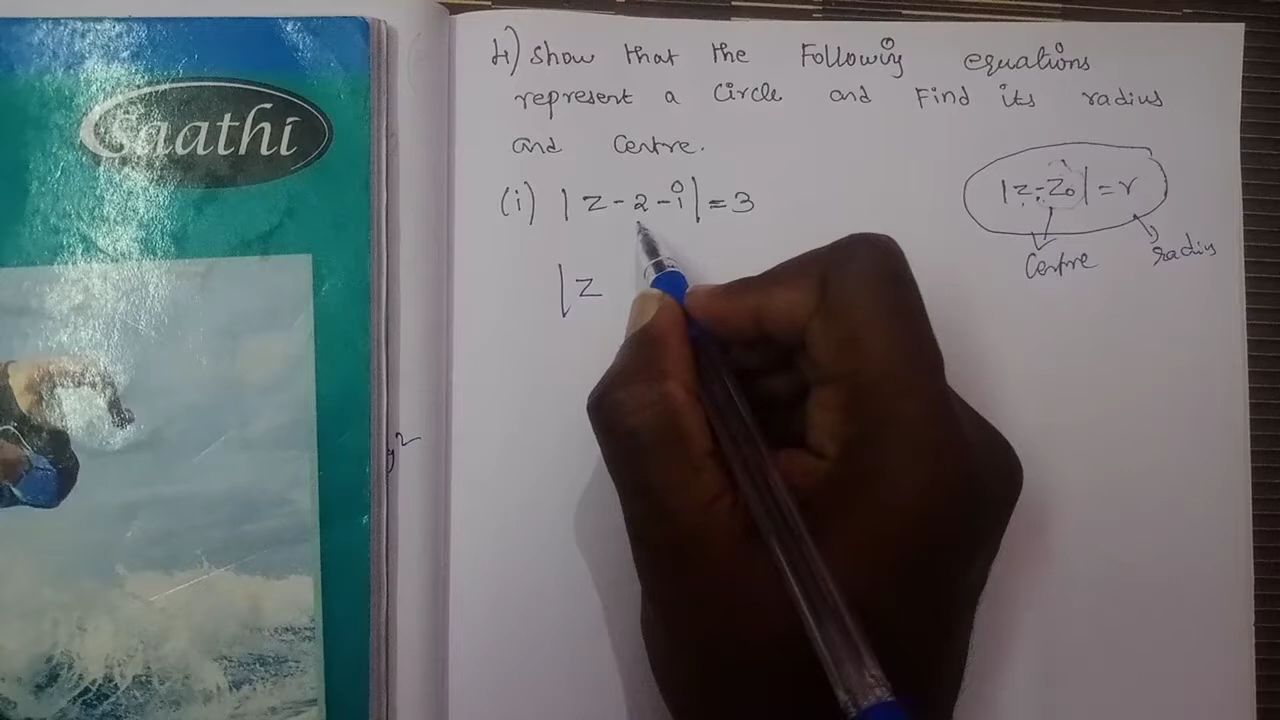 Saathi
4) Show that the Following equations
represent a Circle and Find its radius
and Centre.
(i) |z-2-i|=3
|z-z₀|=r
Centre
radius
|z
y²